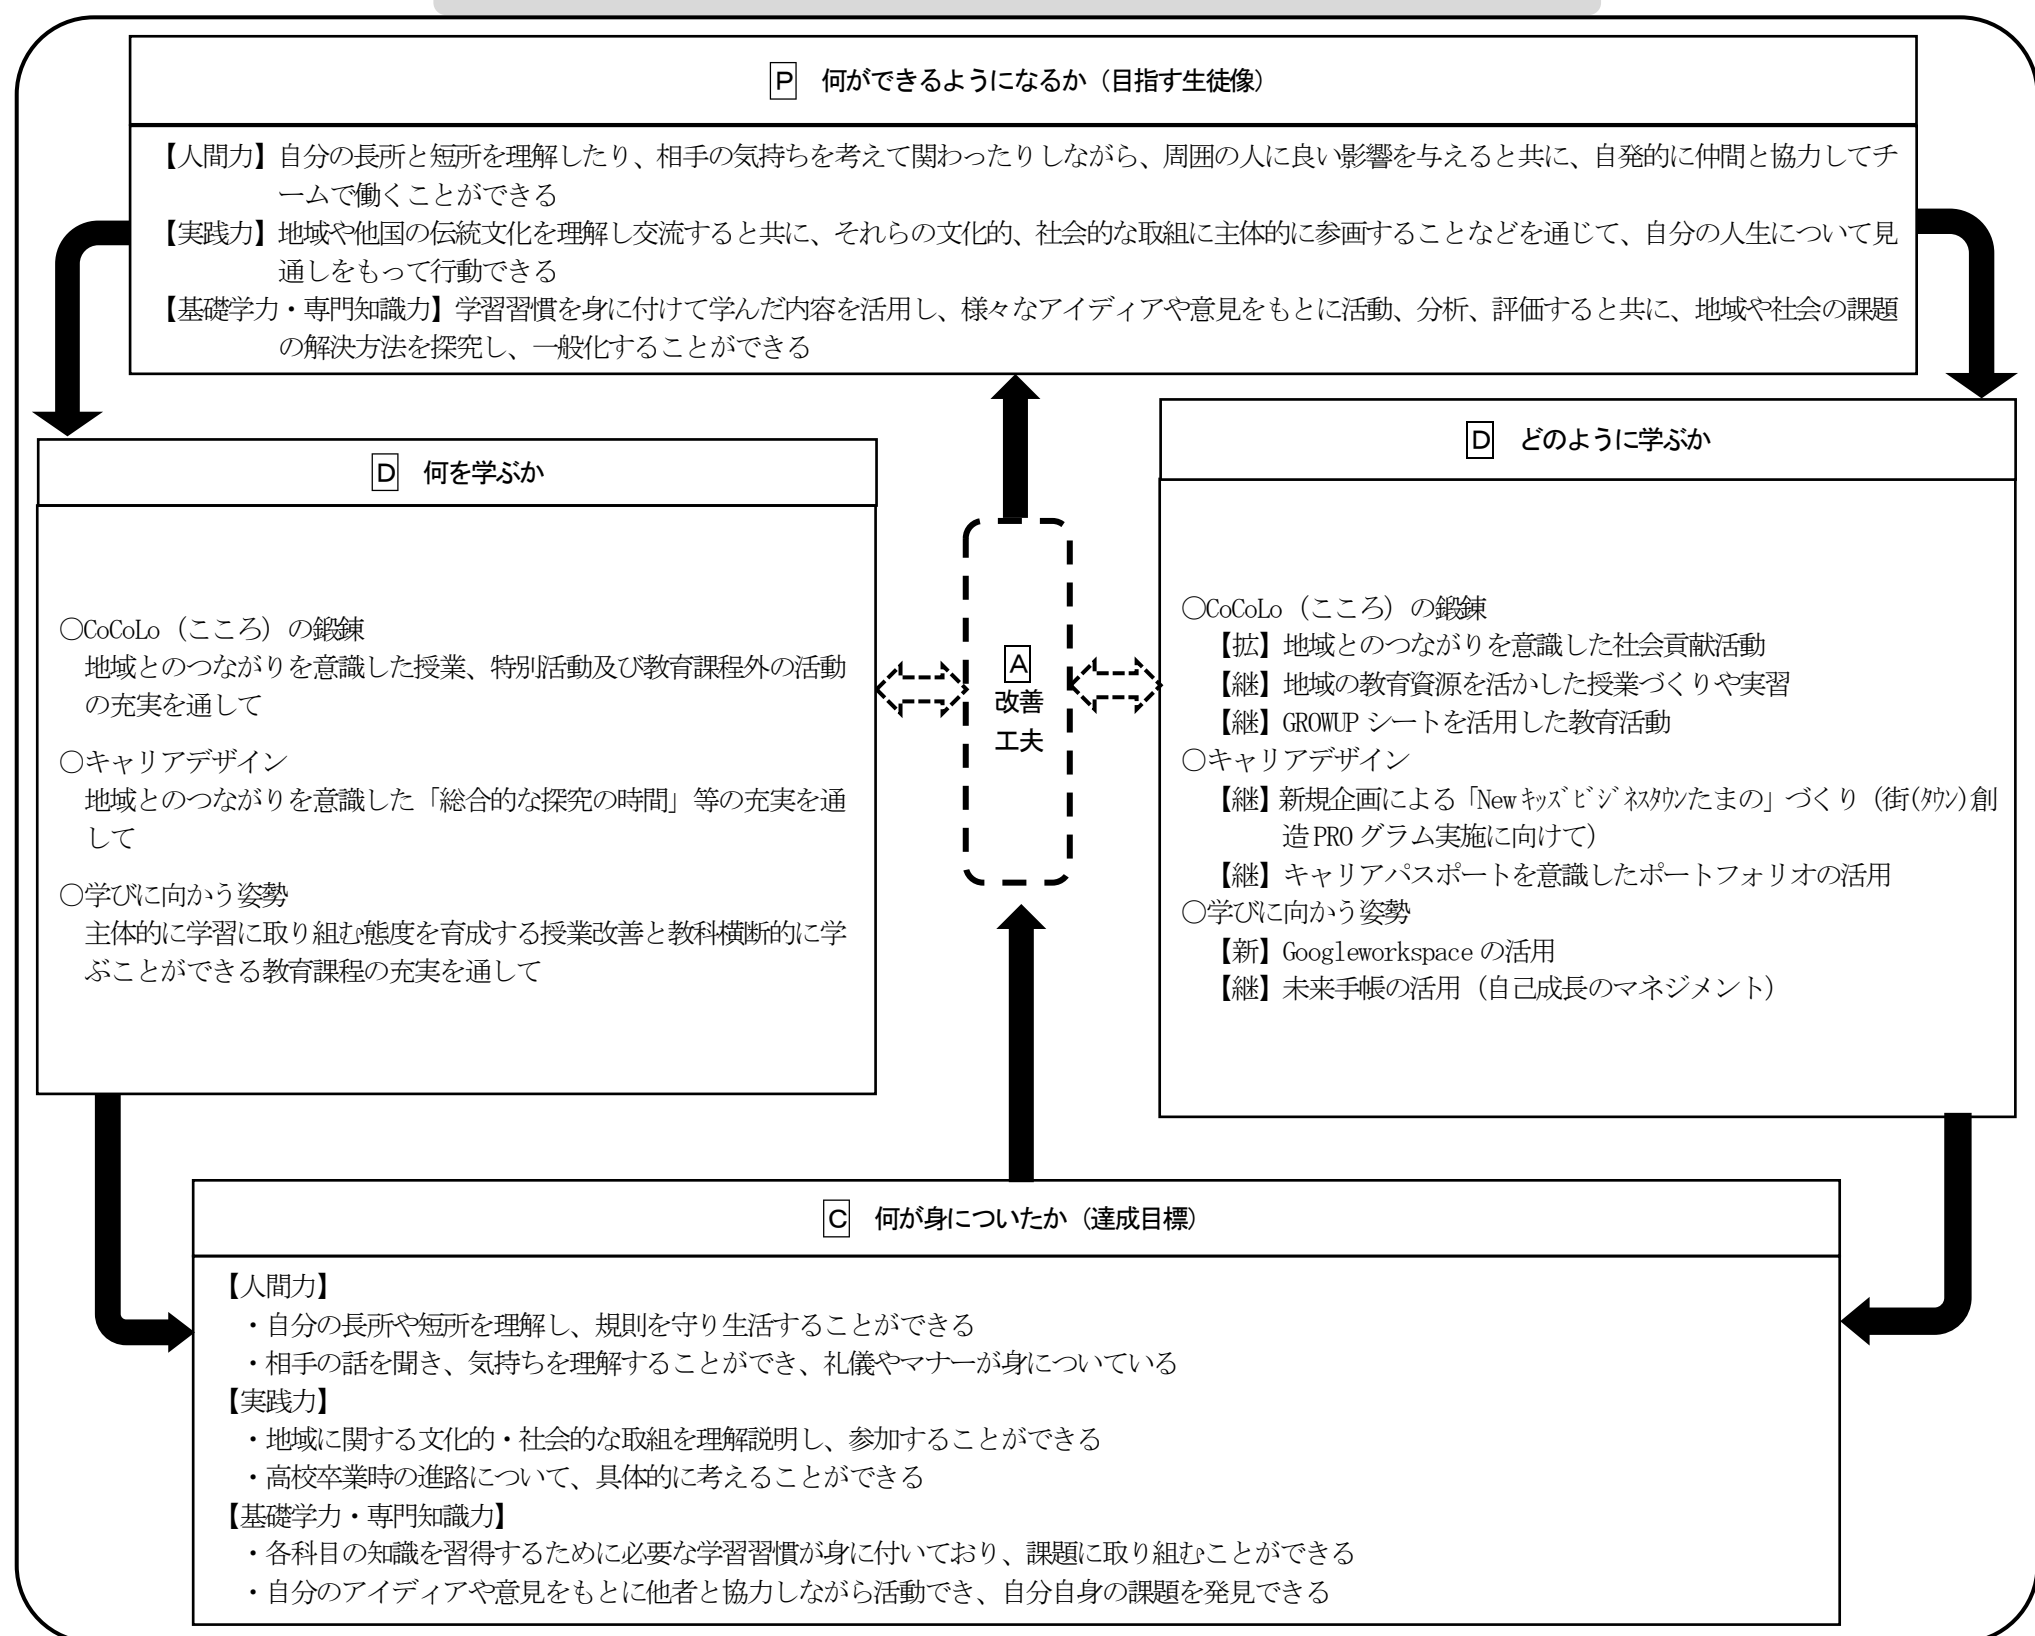 P 何ができるようになるか（目指す生徒像）
【人間力】自分の長所と短所を理解したり、相手の気持ちを考えて関わったりしながら、周囲の人に良い影響を与えると共に、自発的に仲間と協力してチ
ームで働くことができる
【実践力】地域や他国の伝統文化を理解し交流すると共に、それらの文化的、社会的な取組に主体的に参画することなどを通じて、自分の人生について見
通しをもって行動できる
【基礎学力・専門知識力】学習習慣を身に付けて学んだ内容を活用し、様々なアイディアや意見をもとに活動、分析、評価すると共に、地域や社会の課題
の解決方法を探究し、一般化することができる
D 何を学ぶか
○CoCoLo（こころ）の鍛錬
地域とのつながりを意識した授業、特別活動及び教育課程外の活動
の充実を通して
○キャリアデザイン
地域とのつながりを意識した「総合的な探究の時間」等の充実を通
して
○学びに向かう姿勢
主体的に学習に取り組む態度を育成する授業改善と教科横断的に学
ぶことができる教育課程の充実を通して
A
改善
工夫
D どのように学ぶか
○CoCoLo（こころ）の鍛錬
【拡】地域とのつながりを意識した社会貢献活動
【継】地域の教育資源を活かした授業づくりや実習
【継】GROWUP シートを活用した教育活動
○キャリアデザイン
【継】新規企画による「Newｷｯｽﾞﾋﾞｼﾞﾈｽﾀｳﾝたまの」づくり（街(ﾀｳﾝ)創
造 PRO グラム実施に向けて）
【継】キャリアパスポートを意識したポートフォリオの活用
○学びに向かう姿勢
【新】Googleworkspace の活用
【継】未来手帳の活用（自己成長のマネジメント）
C 何が身についたか（達成目標）
【人間力】
・自分の長所や短所を理解し、規則を守り生活することができる
・相手の話を聞き、気持ちを理解することができ、礼儀やマナーが身についている
【実践力】
・地域に関する文化的・社会的な取組を理解説明し、参加することができる
・高校卒業時の進路について、具体的に考えることができる
【基礎学力・専門知識力】
・各科目の知識を習得するために必要な学習習慣が身に付いており、課題に取り組むことができる
・自分のアイディアや意見をもとに他者と協力しながら活動でき、自分自身の課題を発見できる